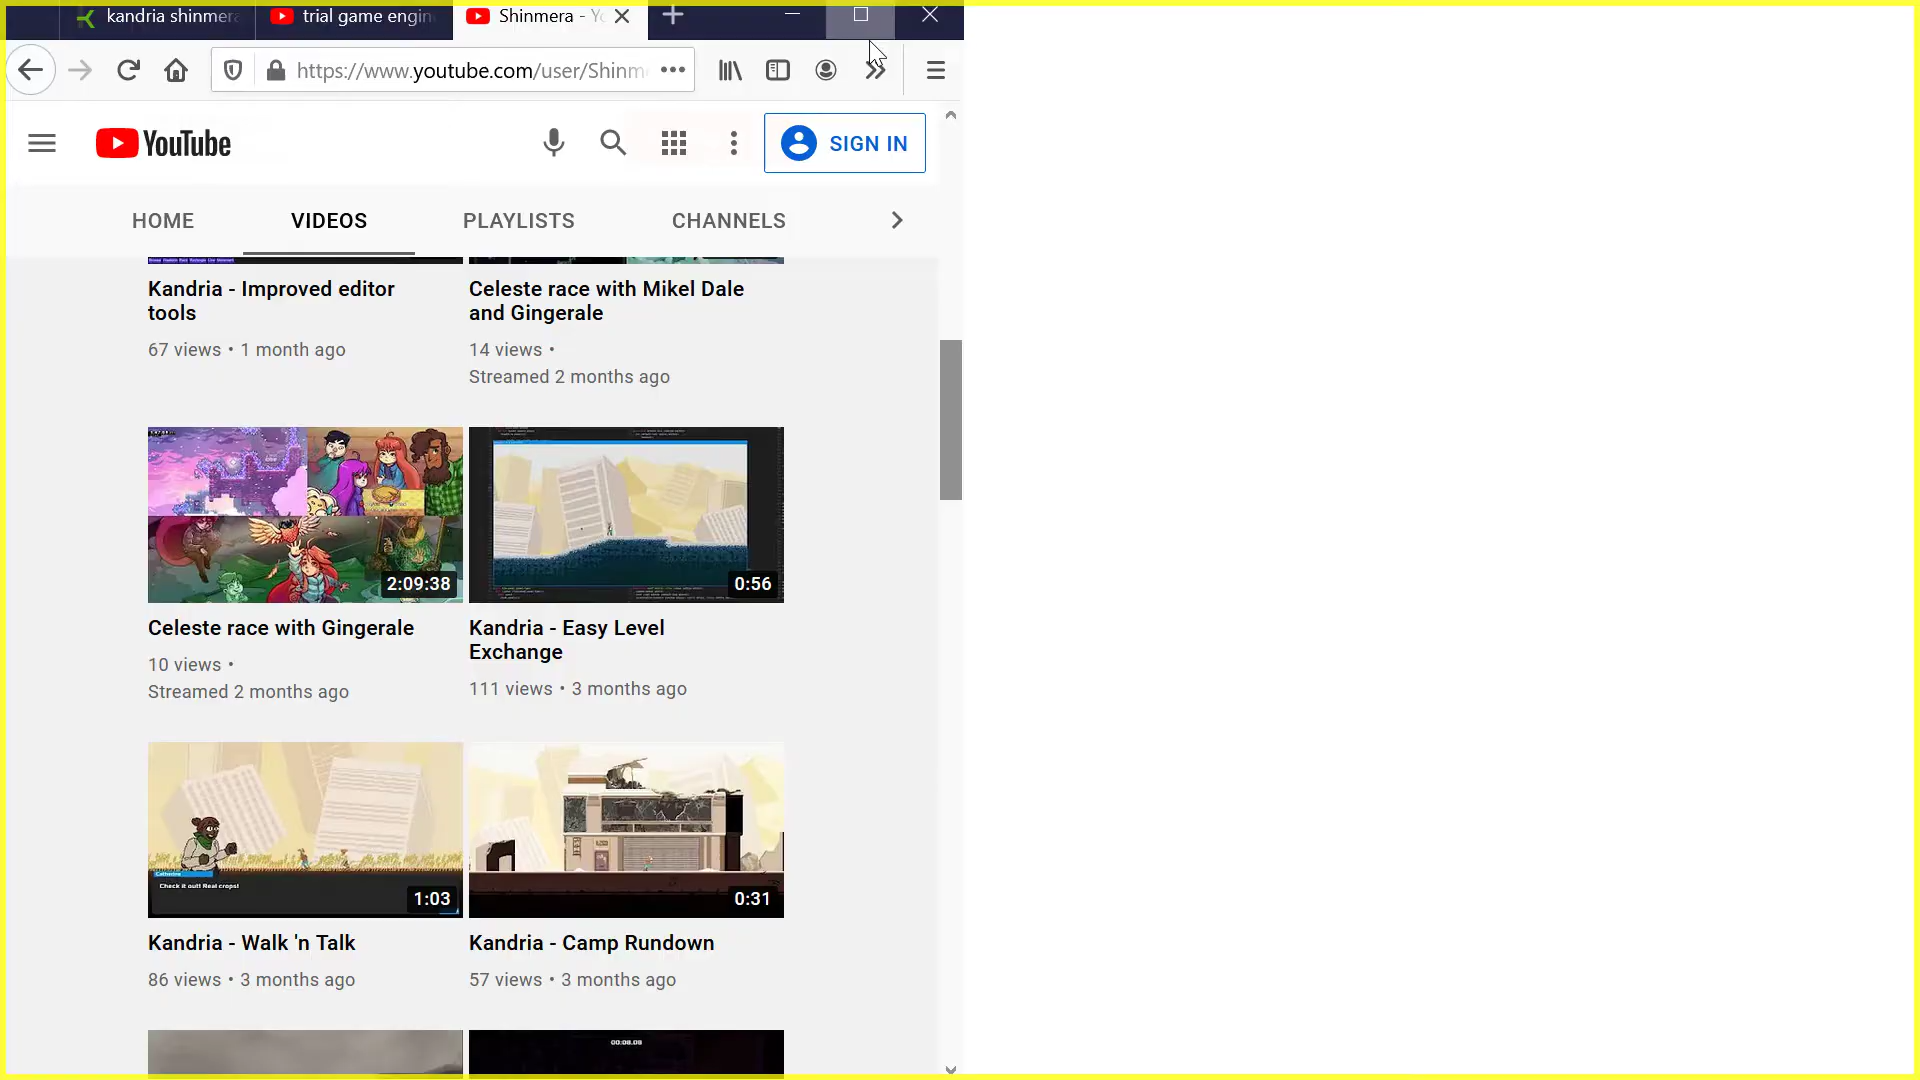 kandria shinmera
trial game engin
Shinmera - Yo
https://www.youtube.com/user/Shinm
YouTube
SIGN IN
HOME
VIDEOS
PLAYLISTS
CHANNELS
Kandria - Improved editor
tools
67 views • 1 month ago
Celeste race with Mikel Dale
and Gingerale
14 views •
Streamed 2 months ago
2:09:38
0:56
Celeste race with Gingerale
10 views •
Streamed 2 months ago
Kandria - Easy Level
Exchange
111 views • 3 months ago
Catherine
Check it out! Real crops!
1:03
0:31
Kandria - Walk 'n Talk
86 views • 3 months ago
Kandria - Camp Rundown
57 views • 3 months ago
00:08.08